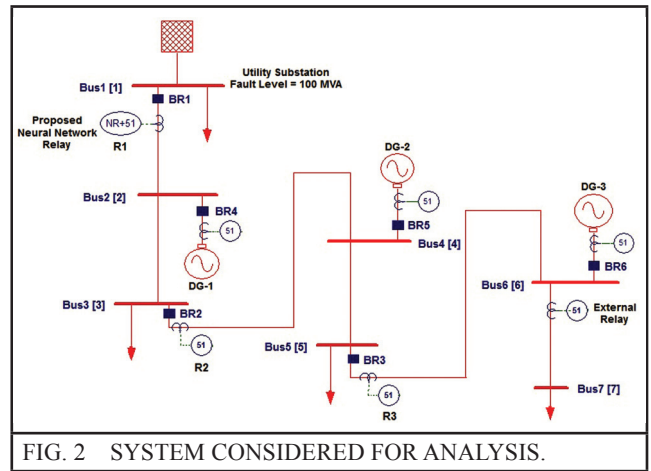 Utility Substation
Fault Level = 100 MVA
Bus1 [1]
BR1
Proposed
Neural Network
Relay
NR+51
R1
DG-2
51
BR5
DG-3
51
BR6
Bus2 [2]
BR4
51
DG-1
Bus4 [4]
Bus6 [6]
51
External
Relay
Bus3 [3]
BR2
51
R2
Bus5 [5]
BR3
51
R3
Bus7 [7]
FIG. 2 SYSTEM CONSIDERED FOR ANALYSIS.